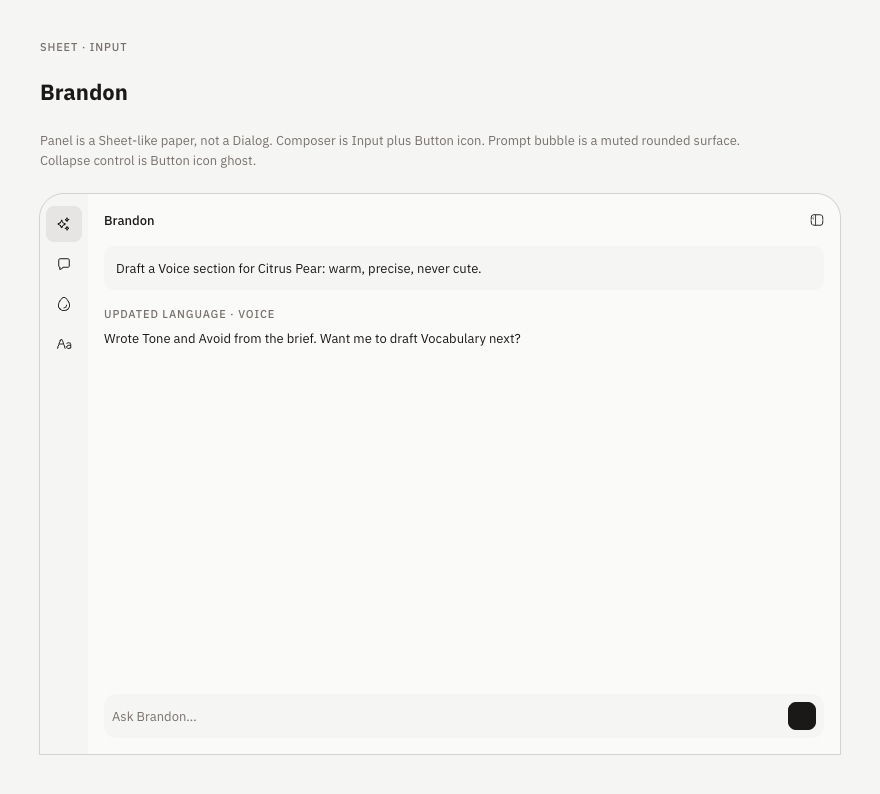 SHEET · INPUT
Brandon
Panel is a Sheet-like paper, not a Dialog. Composer is Input plus Button icon. Prompt bubble is a muted rounded surface.
Collapse control is Button icon ghost.
Brandon
Draft a Voice section for Citrus Pear: warm, precise, never cute.
UPDATED LANGUAGE · VOICE
Aa
Wrote Tone and Avoid from the brief. Want me to draft Vocabulary next?
Ask Brandon…